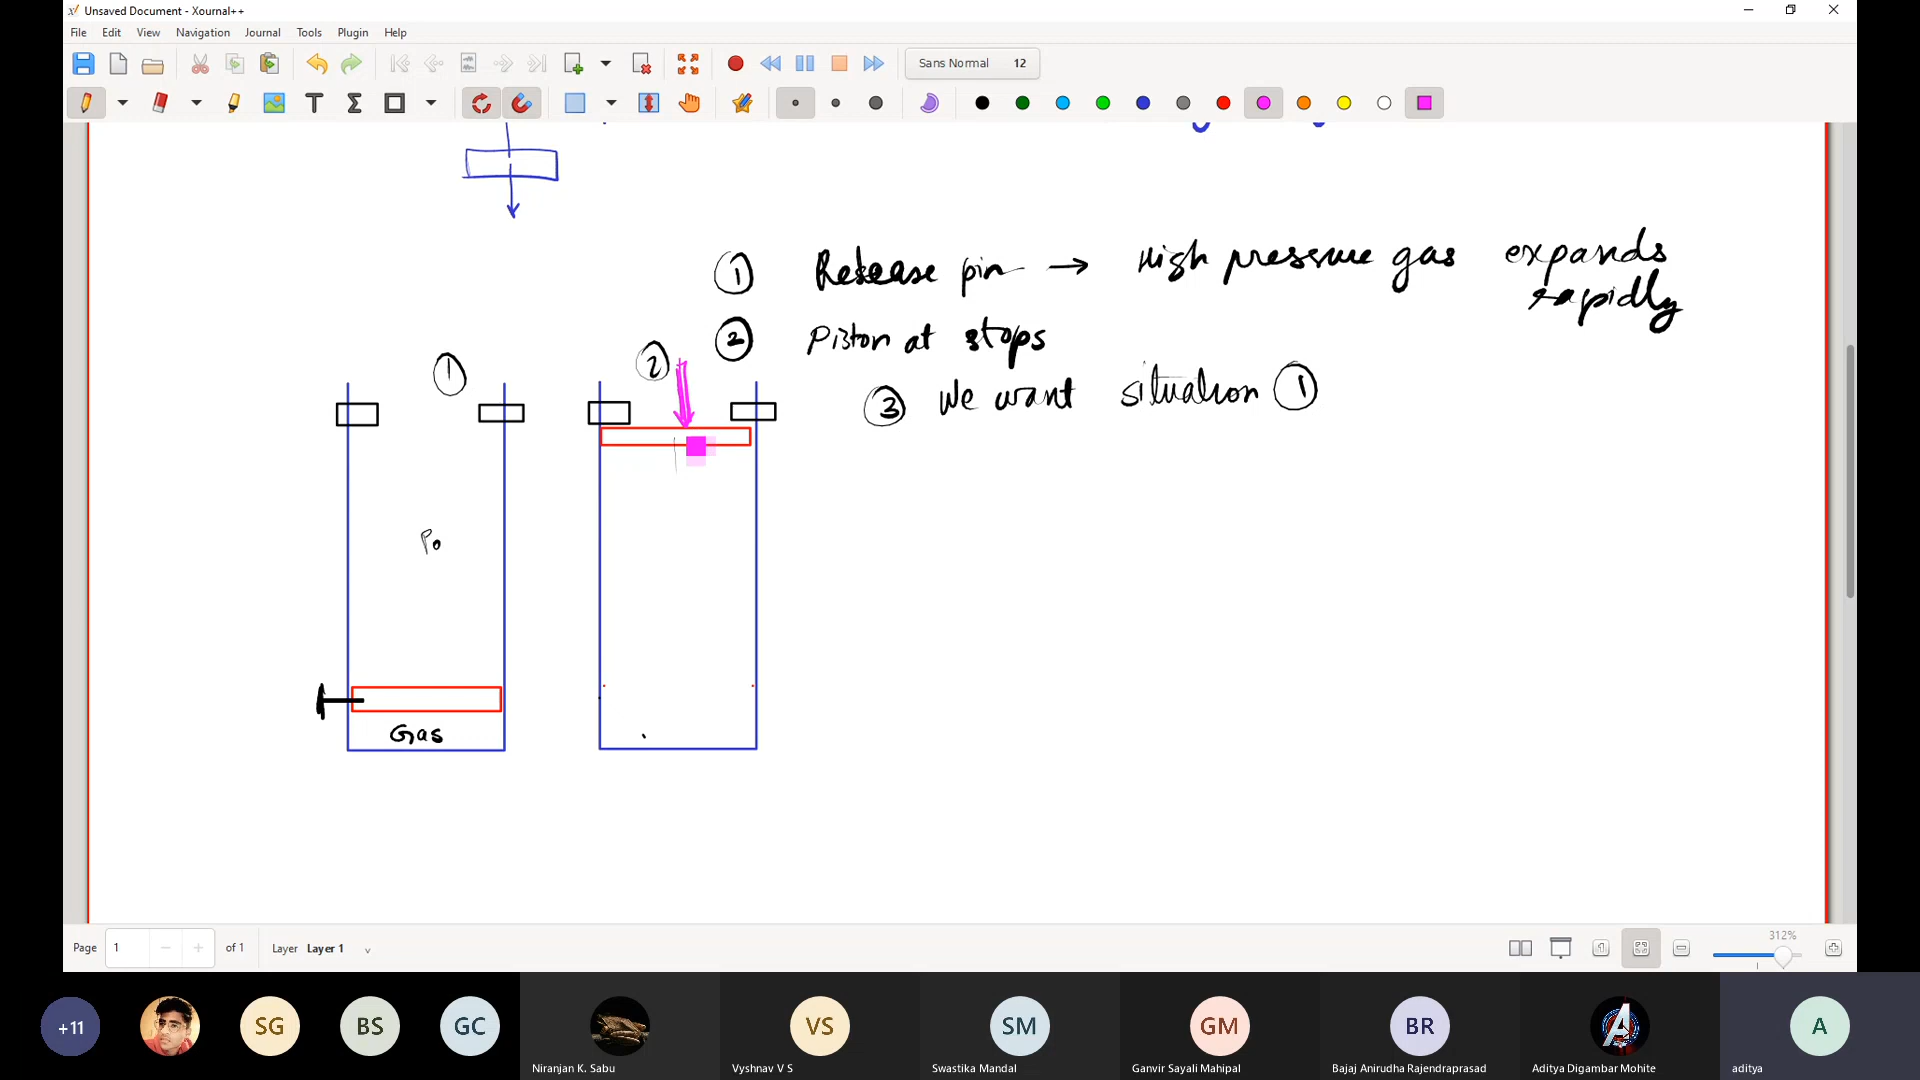 Unsaved Document - Xournal++
File Edit View Navigation Journal Tools Plugin Help
Sans Normal 12
① Release pin → High pressure gas expands
rapidly
② Piston at stops
③ We want situation ①
①
②
P₀
Gas
Page 1 of 1 Layer Layer 1
312%
+11
SG
BS
GC
VS
SM
GM
BR
A
Niranjan K. Sabu
Vyshnav V S
Swastika Mandal
Ganvir Sayali Mahipal
Bajaj Anirudha Rajendraprasad
Aditya Digambar Mohite
aditya